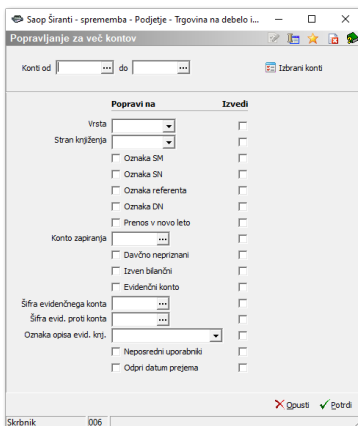 Saop Širanti - sprememba - Podjetje - Trgovina na debelo i...
Popravljanje za več kontov
Konti od ... do ... Izbrani konti
Popravi na Izvedi
Vrsta
Stran knjiženja
Oznaka SM
Oznaka SN
Oznaka referenta
Oznaka DN
Prenos v novo leto
Konto zapiranja ...
Davčno nepriznani
Izven bilančni
Evidenčni konto
Šifra evidenčnega konta ...
Šifra evid. proti konta ...
Oznaka opisa evid. knj.
Neposredni uporabniki
Odpri datum prejema
Opusti Potrdi
Skrbnik 006